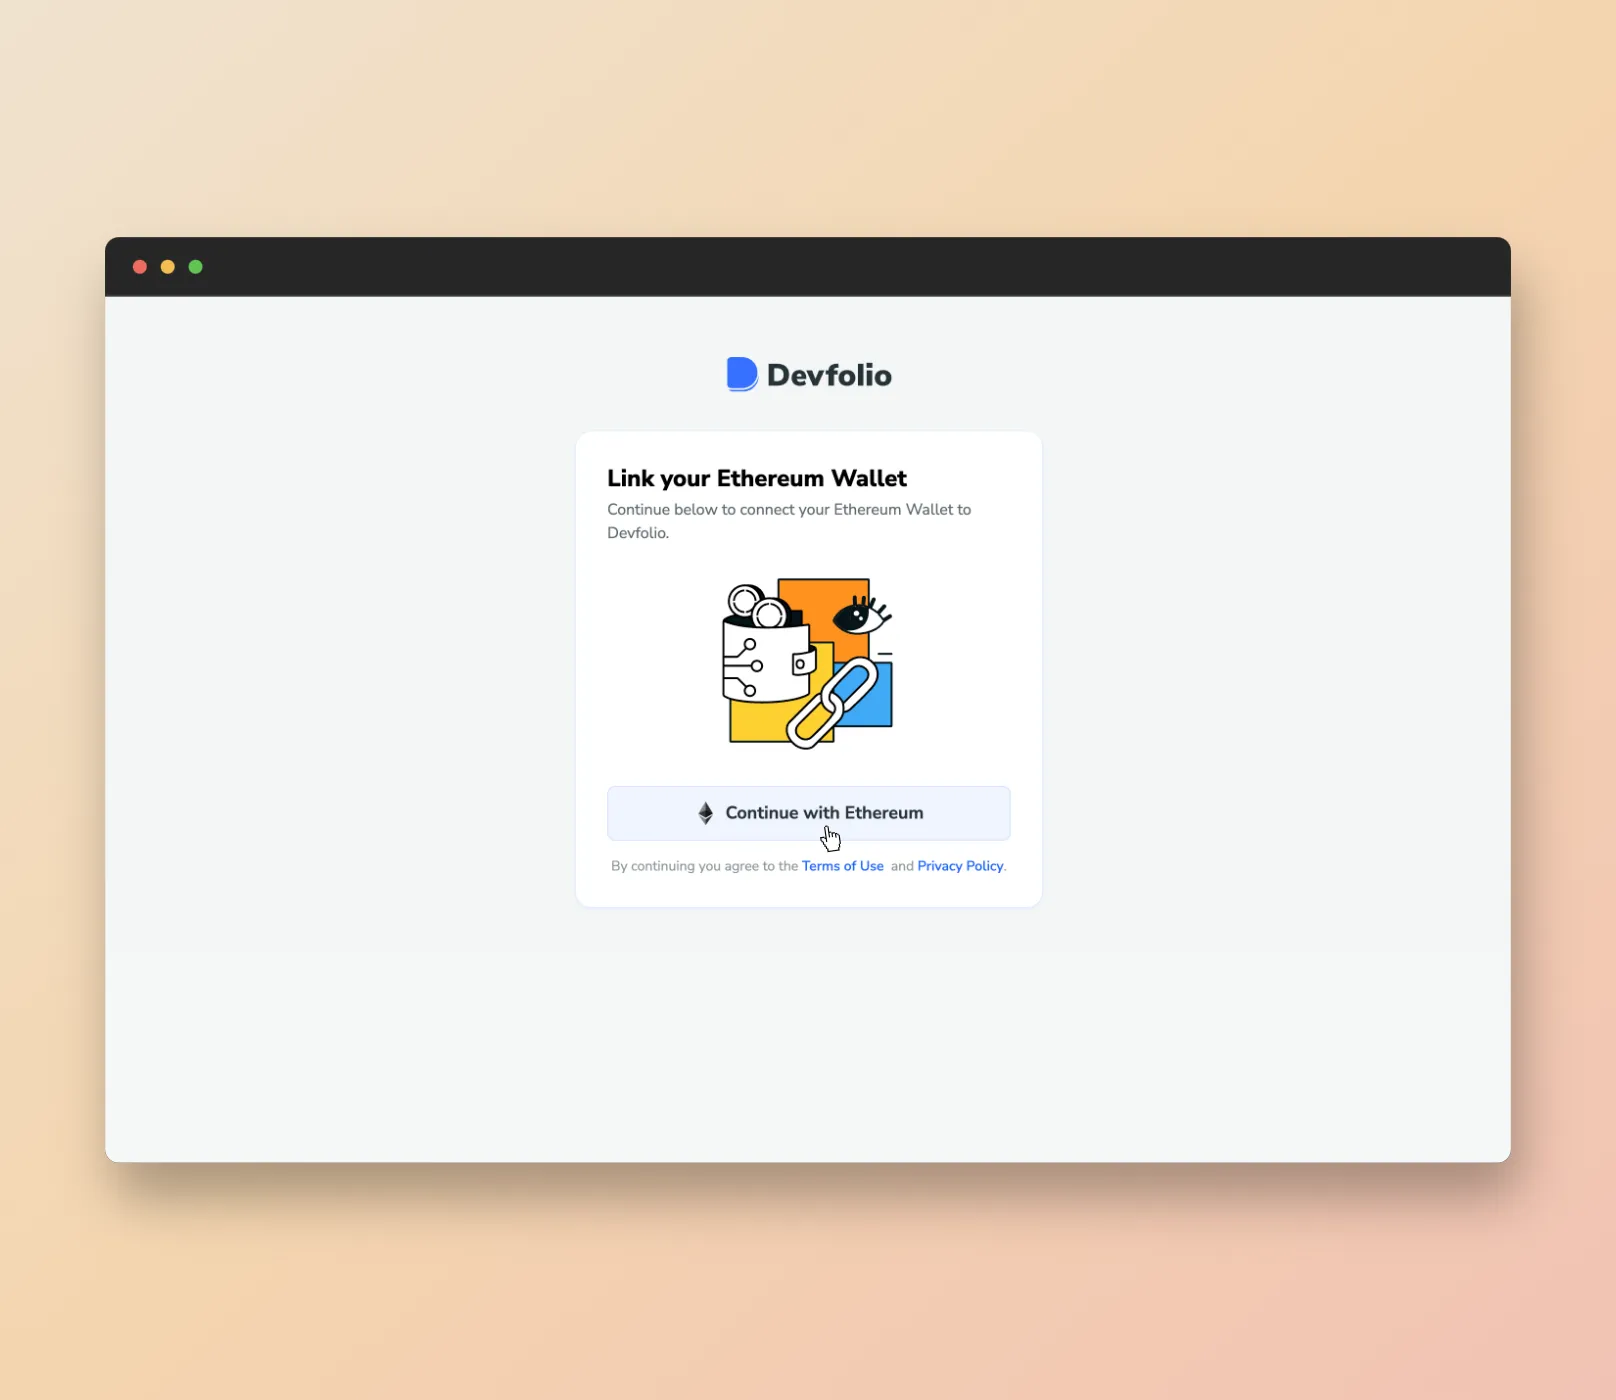 Devfolio
Link your Ethereum Wallet
Continue below to connect your Ethereum Wallet to
Devfolio.
Continue with Ethereum
By continuing you agree to the Terms of Use and Privacy Policy.